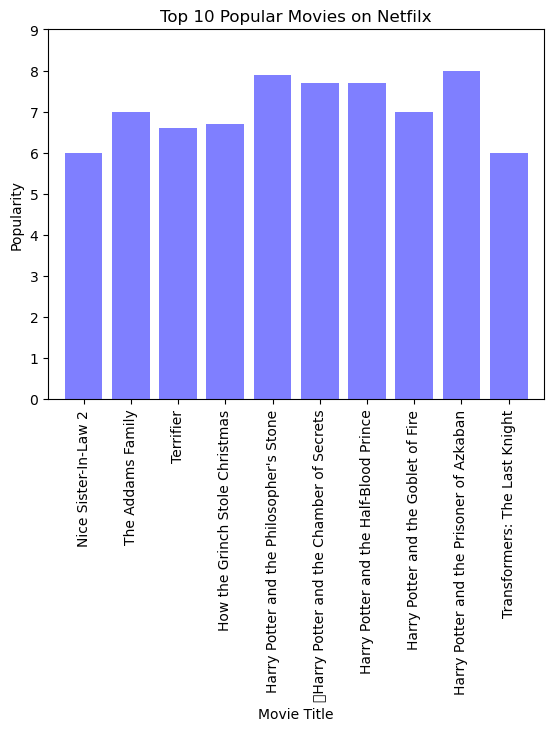 Top 10 Popular Movies on Netfilx
9
8
7
6
5
4
3
2
1
0
Popularity
Nice Sister-In-Law 2
The Addams Family
Terrifier
How the Grinch Stole Christmas
Harry Potter and the Philosopher's Stone
Harry Potter and the Chamber of Secrets
Harry Potter and the Half-Blood Prince
Harry Potter and the Goblet of Fire
Harry Potter and the Prisoner of Azkaban
Transformers: The Last Knight
Movie Title